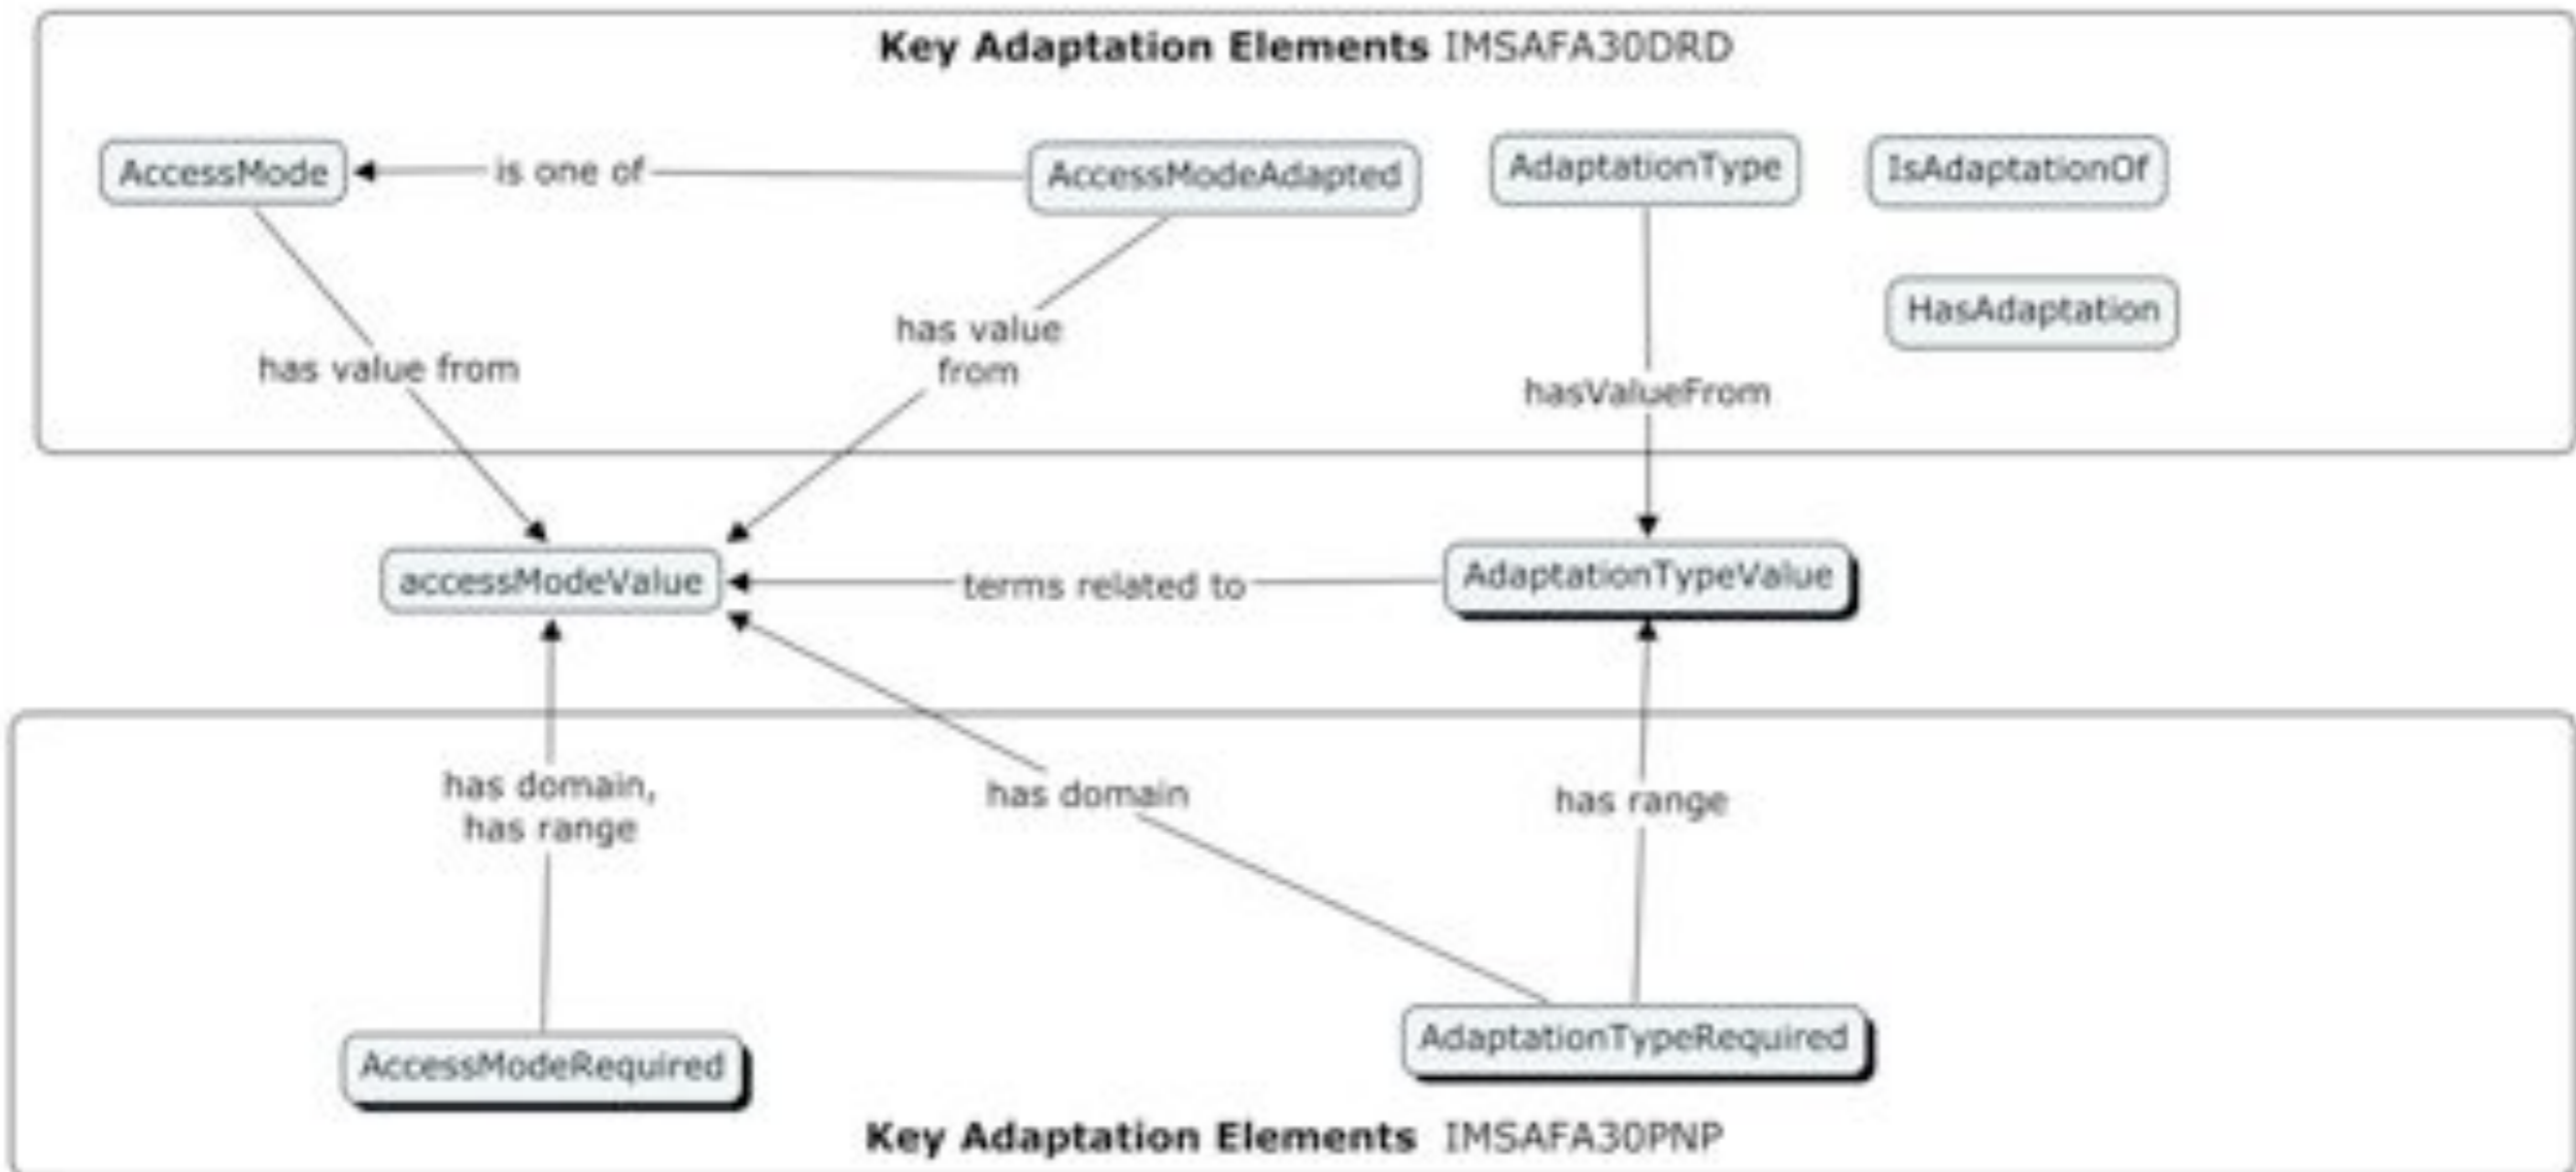 Key Adaptation Elements IMSAFA30DRD
AccessMode
is one of
AccessModeAdapted
AdaptationType
IsAdaptationOf
HasAdaptation
has value from
has value
from
hasValueFrom
accessModeValue
terms related to
AdaptationTypeValue
has domain,
has range
has domain
has range
AccessModeRequired
AdaptationTypeRequired
Key Adaptation Elements IMSAFA30PNP